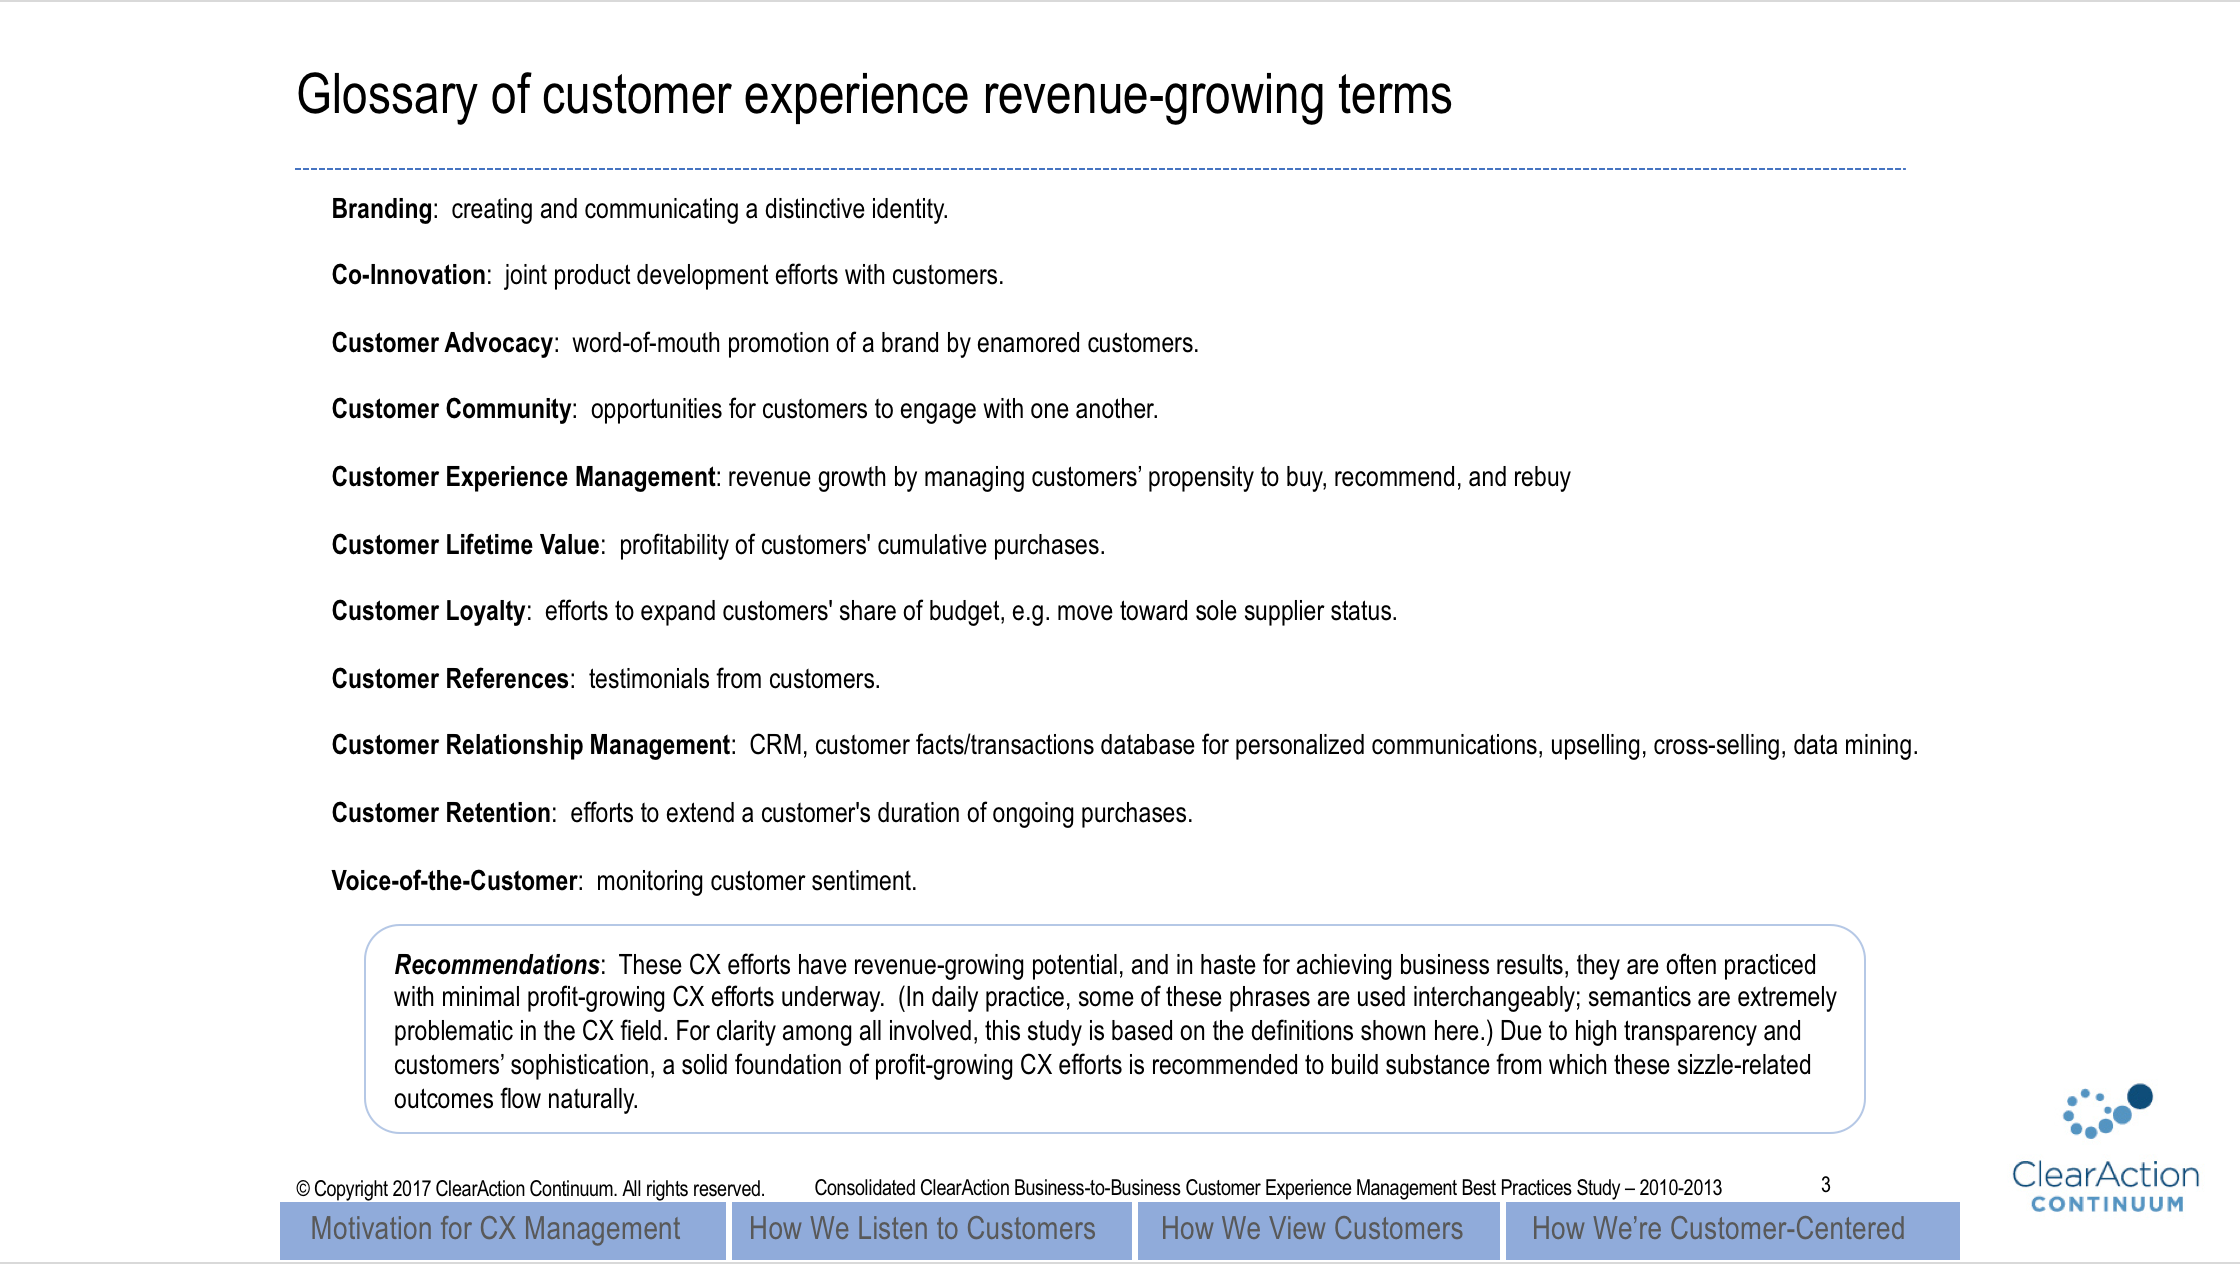 Glossary of customer experience revenue-growing terms
Branding:  creating and communicating a distinctive identity.
Co-Innovation:  joint product development efforts with customers.
Customer Advocacy:  word-of-mouth promotion of a brand by enamored customers.
Customer Community:  opportunities for customers to engage with one another.
Customer Experience Management: revenue growth by managing customers’ propensity to buy, recommend, and rebuy
Customer Lifetime Value:  profitability of customers' cumulative purchases.
Customer Loyalty:  efforts to expand customers' share of budget, e.g. move toward sole supplier status.
Customer References:  testimonials from customers.
Customer Relationship Management:  CRM, customer facts/transactions database for personalized communications, upselling, cross-selling, data mining.
Customer Retention:  efforts to extend a customer's duration of ongoing purchases.
Voice-of-the-Customer:  monitoring customer sentiment.
Recommendations:  These CX efforts have revenue-growing potential, and in haste for achieving business results, they are often practiced
with minimal profit-growing CX efforts underway.  (In daily practice, some of these phrases are used interchangeably; semantics are extremely
problematic in the CX field. For clarity among all involved, this study is based on the definitions shown here.) Due to high transparency and
customers’ sophistication, a solid foundation of profit-growing CX efforts is recommended to build substance from which these sizzle-related
outcomes flow naturally.
© Copyright 2017 ClearAction Continuum. All rights reserved.
Consolidated ClearAction Business-to-Business Customer Experience Management Best Practices Study – 2010-2013
3
ClearAction
CONTINUUM
Motivation for CX Management
How We Listen to Customers
How We View Customers
How We’re Customer-Centered